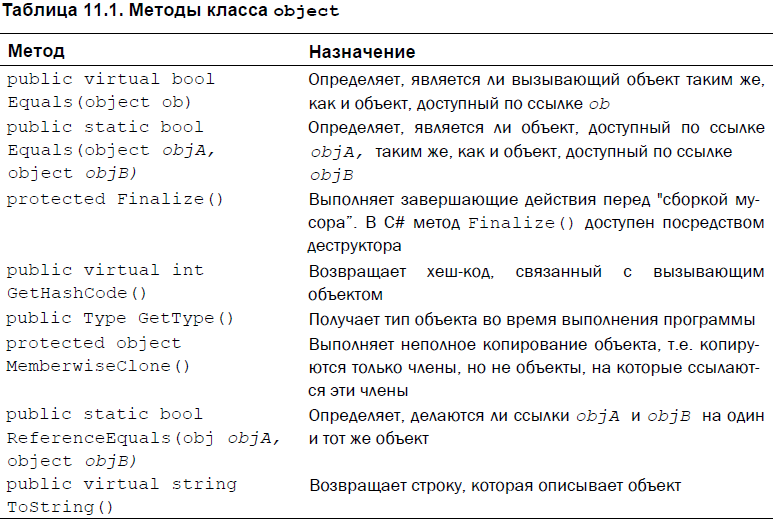 Таблица 11.1. Методы класса object
Метод Назначение
public virtual bool Определяет, является ли вызывающий объект таким же,
Equals(object ob) как и объект, доступный по ссылке ob
public static bool Определяет, является ли объект, доступный по ссылке
Equals(object objA, objA, таким же, как и объект, доступный по ссылке
object objB) objB
protected Finalize() Выполняет завершающие действия перед "сборкой му-
сора”. В C# метод Finalize() доступен посредством
деструктора
public virtual int Возвращает хеш-код, связанный с вызывающим
GetHashCode() объектом
public Type GetType() Получает тип объекта во время выполнения программы
protected object Выполняет неполное копирование объекта, т.е. копиру-
MemberwiseClone() ются только члены, но не объекты, на которые ссылают-
ся эти члены
public static bool Определяет, делаются ли ссылки objA и objB на один
ReferenceEquals(obj objA, и тот же объект
object objB)
public virtual string Возвращает строку, которая описывает объект
ToString()